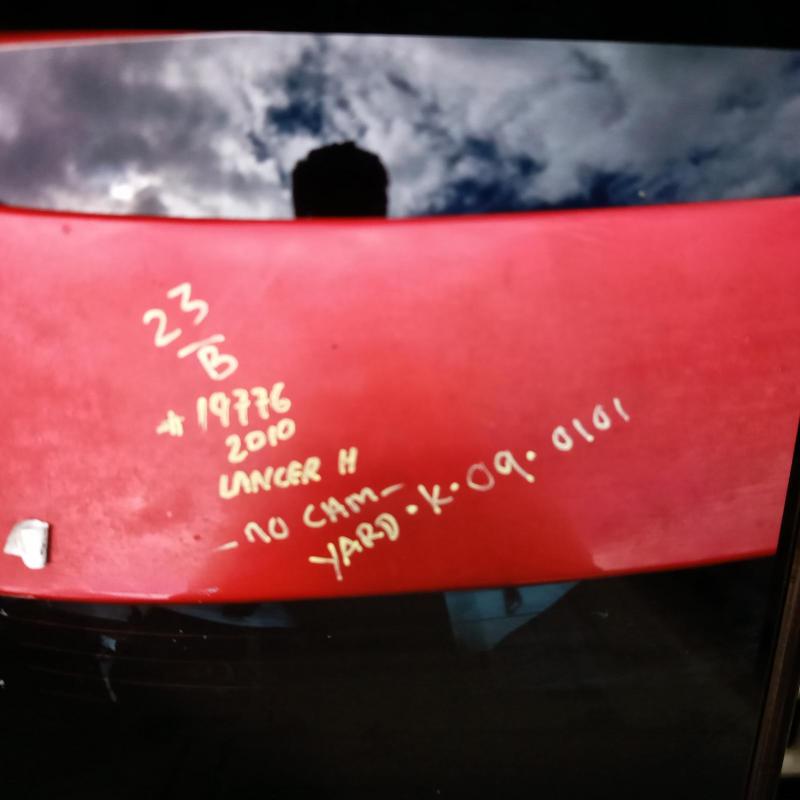 23
B
* 19776
2010
LANCER H
- NO CAM -
YARD • K • 09 • 0101